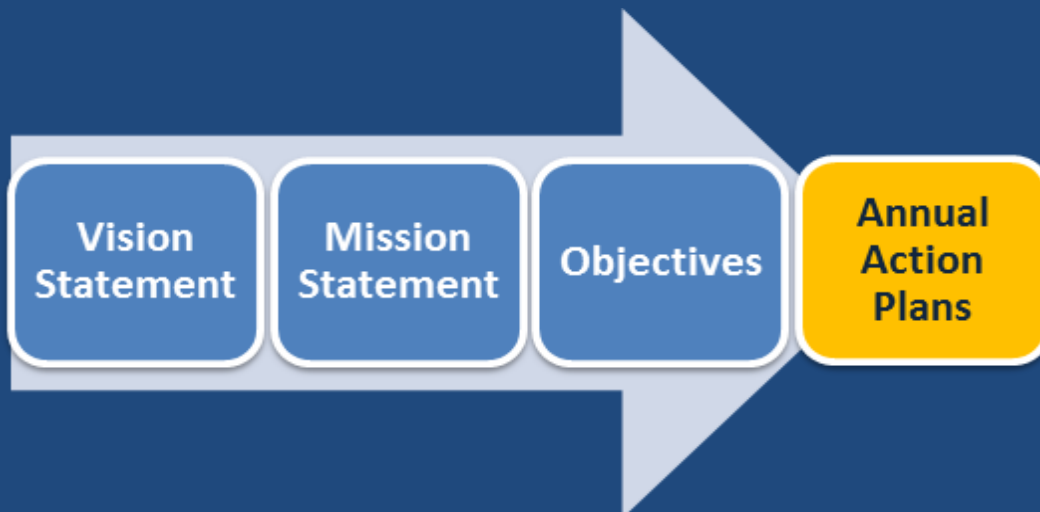 Vision
Statement
Mission
Statement
Objectives
Annual
Action
Plans